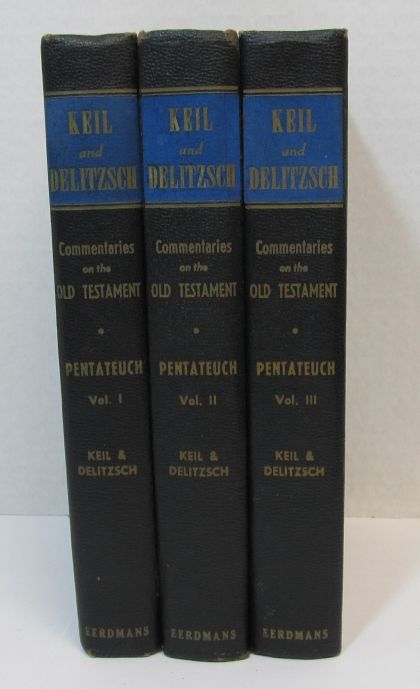 KEIL
and
DELITZSCH
Commentaries
on the
OLD TESTAMENT
PENTATEUCH
Vol. I
KEIL &
DELITZSCH
EERDMANS
KEIL
and
DELITZSCH
Commentaries
on the
OLD TESTAMENT
PENTATEUCH
Vol. II
KEIL &
DELITZSCH
EERDMANS
KEIL
and
DELITZSCH
Commentaries
on the
OLD TESTAMENT
PENTATEUCH
Vol. III
KEIL &
DELITZSCH
EERDMANS